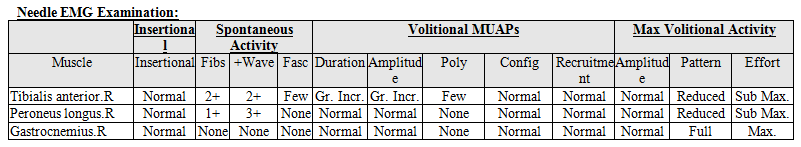 Needle EMG Examination:
Insertional Spontaneous Activity Volitional MUAPs Max Volitional Activity
Muscle Insertional Fibs +Wave Fasc Duration Amplitude Poly Config Recruitment Amplitude Pattern Effort
Tibialis anterior.R Normal 2+ 2+ Few Gr. Incr. Gr. Incr. Few Normal Normal Normal Reduced Sub Max.
Peroneus longus.R Normal 1+ 3+ None Normal Normal None Normal Normal Normal Reduced Sub Max.
Gastrocnemius.R Normal None None None Normal Normal None Normal Normal Normal Full Max.